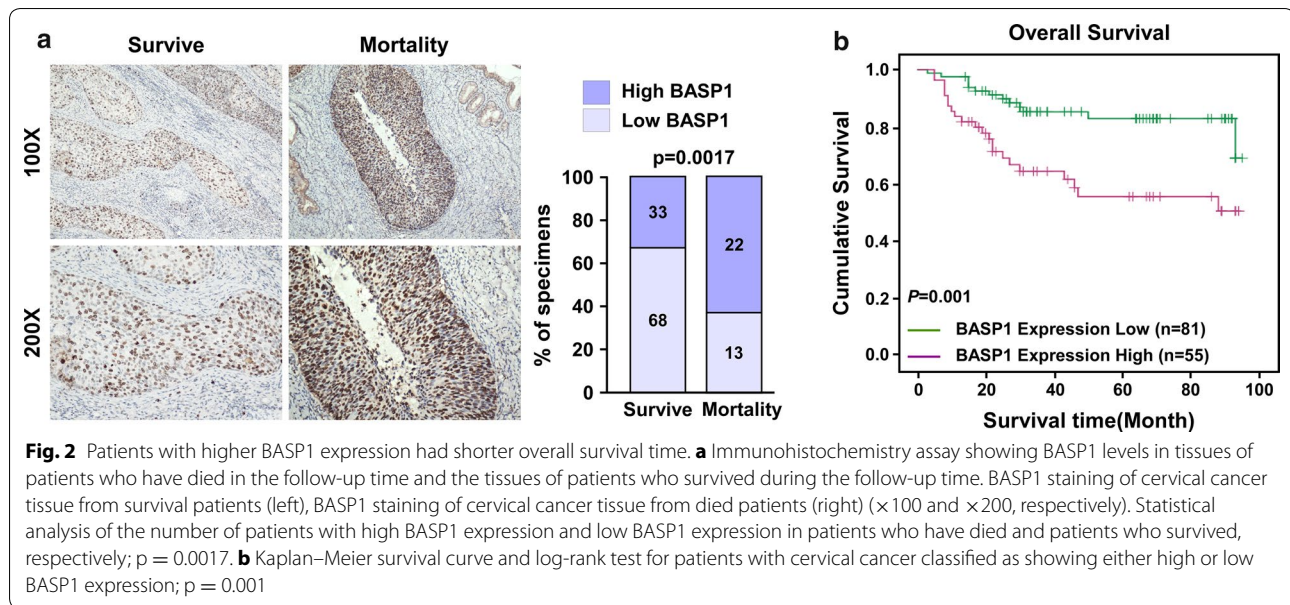 a
Survive
Mortality
100X
200X
High BASP1
Low BASP1
p=0.0017
% of specimens
100
80
60
40
20
0
33
68
22
13
Survive
Mortality
b
Overall Survival
Cumulative Survival
1.0
0.8
0.6
0.4
0.2
0.0
P=0.001
BASP1 Expression Low (n=81)
BASP1 Expression High (n=55)
0
20
40
60
80
100
Survival time(Month)
Fig. 2 Patients with higher BASP1 expression had shorter overall survival time. a Immunohistochemistry assay showing BASP1 levels in tissues of
patients who have died in the follow-up time and the tissues of patients who survived during the follow-up time. BASP1 staining of cervical cancer
tissue from survival patients (left), BASP1 staining of cervical cancer tissue from died patients (right) (×100 and ×200, respectively). Statistical
analysis of the number of patients with high BASP1 expression and low BASP1 expression in patients who have died and patients who survived,
respectively; p = 0.0017. b Kaplan–Meier survival curve and log-rank test for patients with cervical cancer classified as showing either high or low
BASP1 expression; p = 0.001